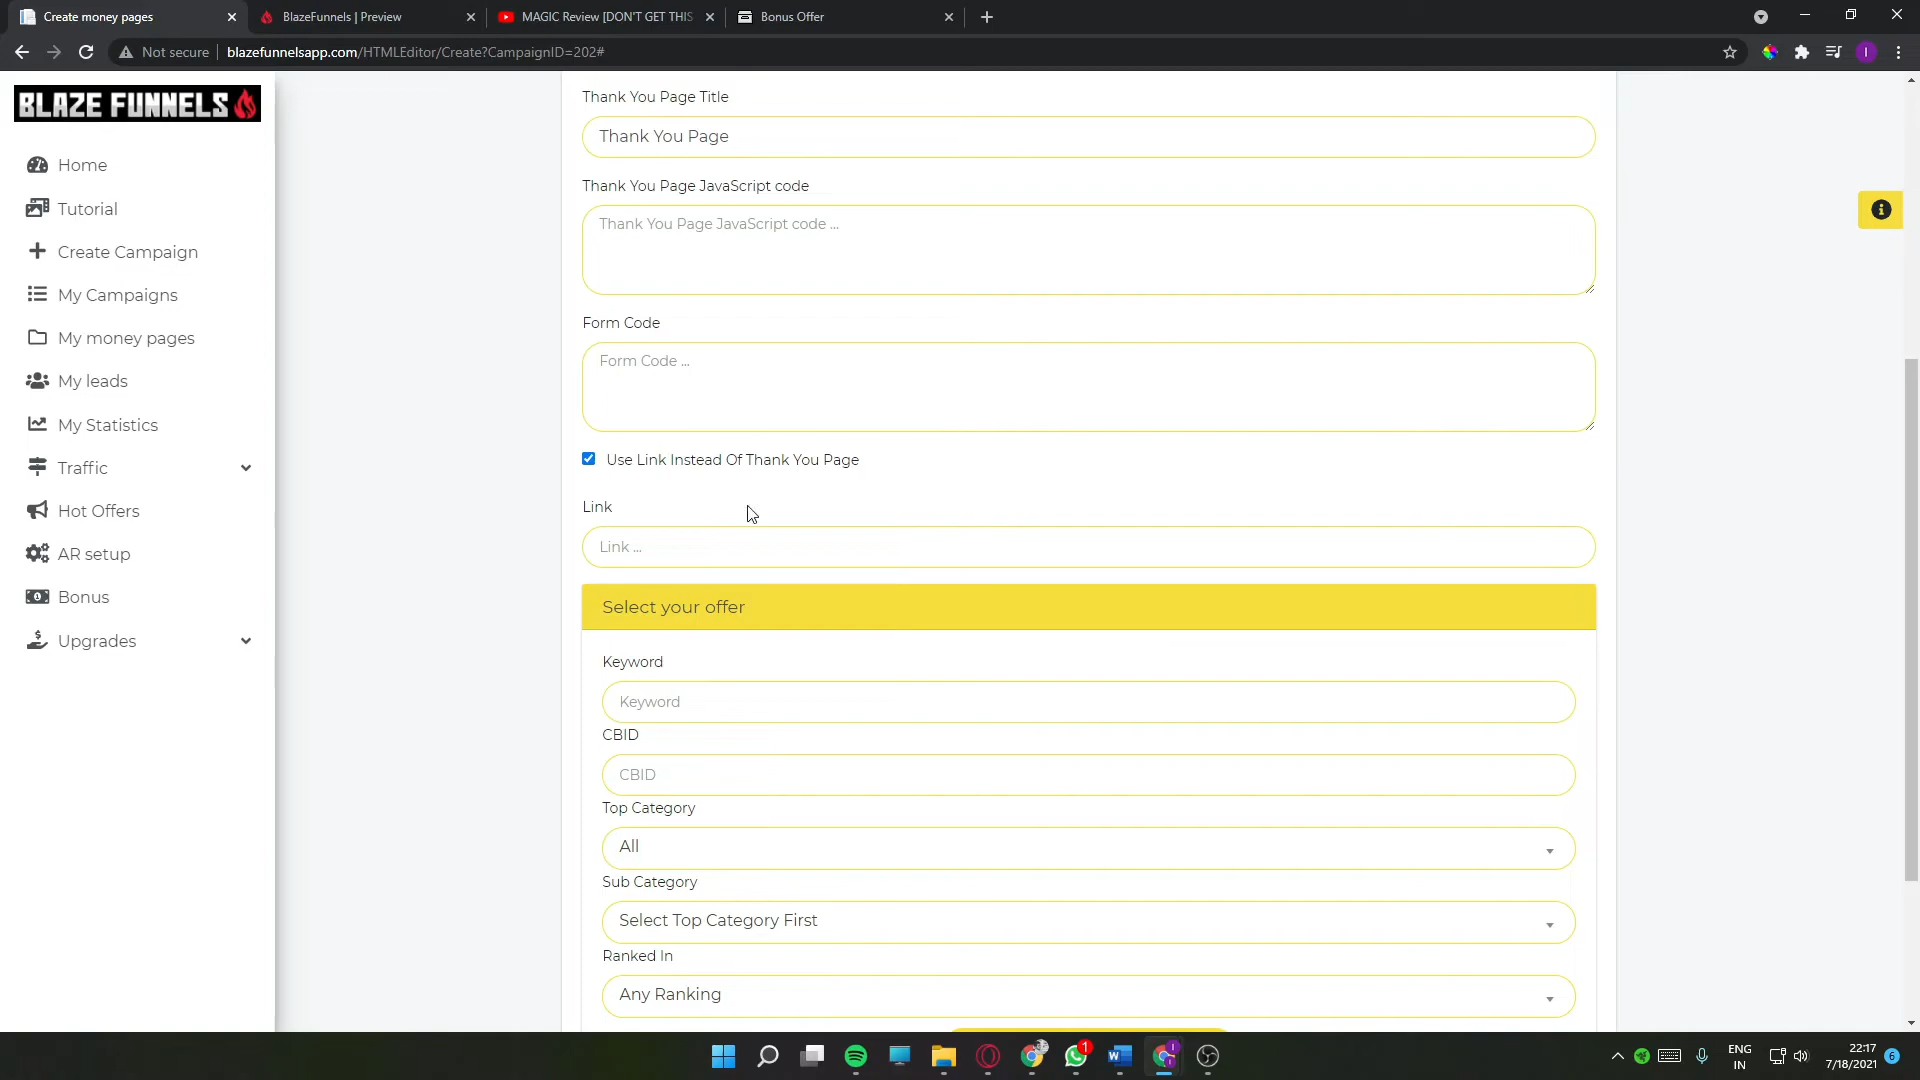 Create money pages
BlazeFunnels | Preview
MAGIC Review [DON'T GET THIS
Bonus Offer
Not secure
blazefunnelsapp.com/HTMLEditor/Create?CampaignID=202#
I
BLAZE FUNNELS
Home
Tutorial
Create Campaign
My Campaigns
My money pages
My leads
My Statistics
Traffic
Hot Offers
AR setup
Bonus
Upgrades
Thank You Page Title
Thank You Page
Thank You Page JavaScript code
Thank You Page JavaScript code ...
Form Code
Form Code ...
Use Link Instead Of Thank You Page
Link
Link ...
Select your offer
Keyword
Keyword
CBID
CBID
Top Category
All
Sub Category
Select Top Category First
Ranked In
Any Ranking
1
ENG
IN
22:17
7/18/2021
6